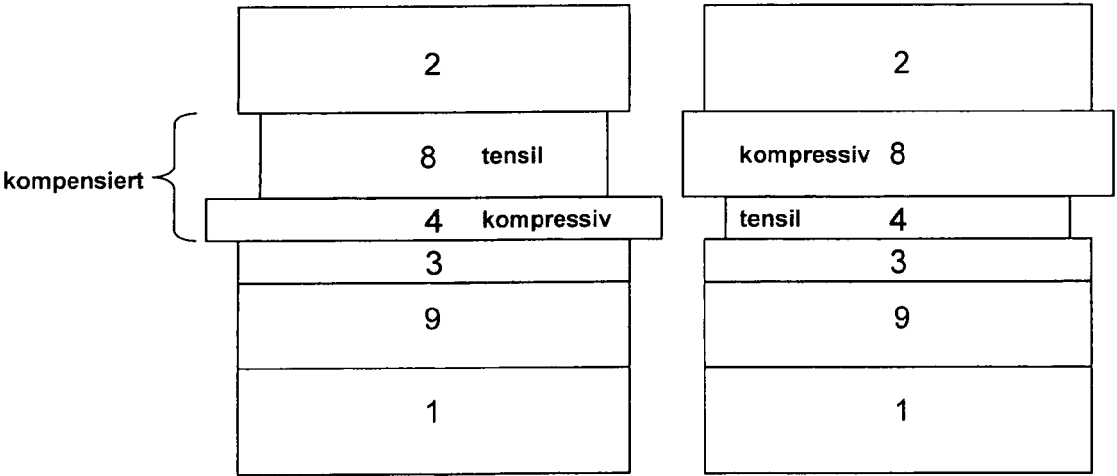 2
8 tensil
kompensiert
4 kompressiv
3
9
1
2
kompressiv 8
tensil 4
3
9
1